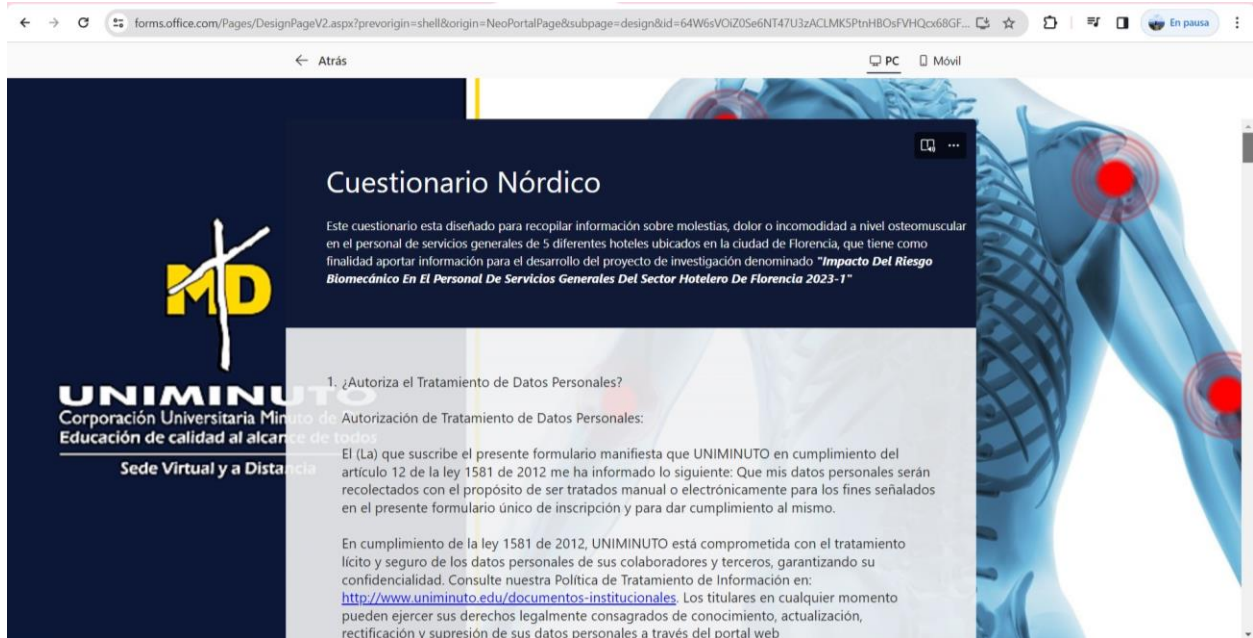 forms.office.com/Pages/DesignPageV2.aspx?prevorigin=shell&origin=NeoPortalPage&subpage=design&id=64W6sVOiZ0Se6NT47U3zACLMK5PtnHBOsFVHQcx68GF...
En pausa
Atrás
PC
Móvil
Cuestionario Nórdico
Este cuestionario esta diseñado para recopilar información sobre molestias, dolor o incomodidad a nivel osteomuscular
en el personal de servicios generales de 5 diferentes hoteles ubicados en la ciudad de Florencia, que tiene como
finalidad aportar información para el desarrollo del proyecto de investigación denominado "Impacto Del Riesgo
Biomecánico En El Personal De Servicios Generales Del Sector Hotelero De Florencia 2023-1"
MD
UNIMINUTO
Corporación Universitaria Minuto de
Educación de calidad al alcance de todos
Sede Virtual y a Distancia
1. ¿Autoriza el Tratamiento de Datos Personales?
Autorización de Tratamiento de Datos Personales:
El (La) que suscribe el presente formulario manifiesta que UNIMINUTO en cumplimiento del
artículo 12 de la ley 1581 de 2012 me ha informado lo siguiente: Que mis datos personales serán
recolectados con el propósito de ser tratados manual o electrónicamente para los fines señalados
en el presente formulario único de inscripción y para dar cumplimiento al mismo.
En cumplimiento de la ley 1581 de 2012, UNIMINUTO está comprometida con el tratamiento
lícito y seguro de los datos personales de sus colaboradores y terceros, garantizando su
confidencialidad. Consulte nuestra Política de Tratamiento de Información en:
http://www.uniminuto.edu/documentos-institucionales. Los titulares en cualquier momento
pueden ejercer sus derechos legalmente consagrados de conocimiento, actualización,
rectificación y supresión de sus datos personales a través del portal web